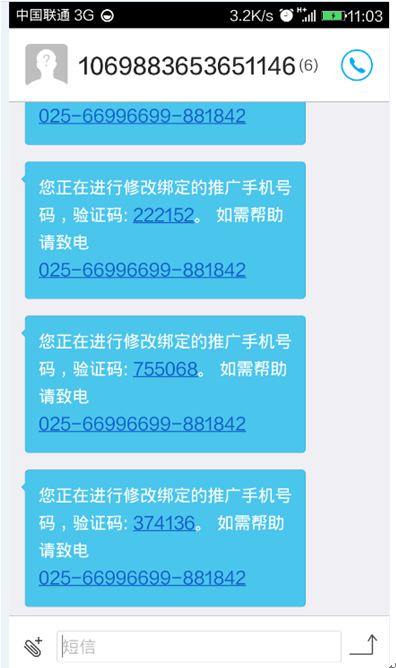 中国联通 3G 3.2K/s H+ 11:03
1069883653651146 (6)
025-66996699-881842
您正在进行修改绑定的推广手机号
码，验证码: 222152。 如需帮助
请致电
025-66996699-881842
您正在进行修改绑定的推广手机号
码，验证码: 755068。 如需帮助
请致电
025-66996699-881842
您正在进行修改绑定的推广手机号
码，验证码: 374136。 如需帮助
请致电
025-66996699-881842
短信